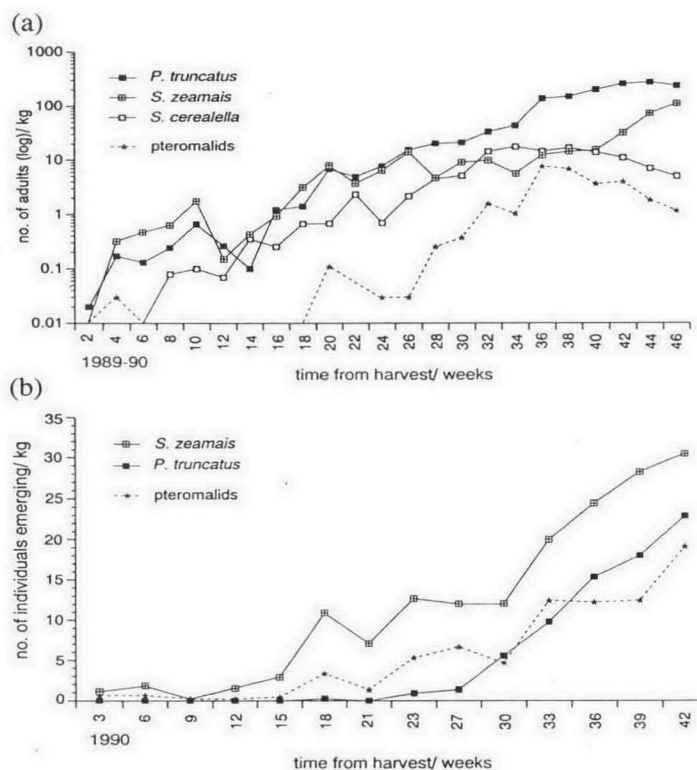 (a)
1000
100
10
1
0.1
0.01
no. of adults (log)/ kg
P. truncatus
S. zeamais
S. cerealella
pteromalids
2 4 6 8 10 12 14 16 18 20 22 24 26 28 30 32 34 36 38 40 42 44 46
1989-90
time from harvest/ weeks
(b)
35
30
25
20
15
10
5
0
no. of individuals emerging/ kg
S. zeamais
P. truncatus
pteromalids
3 6 9 12 15 18 21 23 27 30 33 36 39 42
1990
time from harvest/ weeks